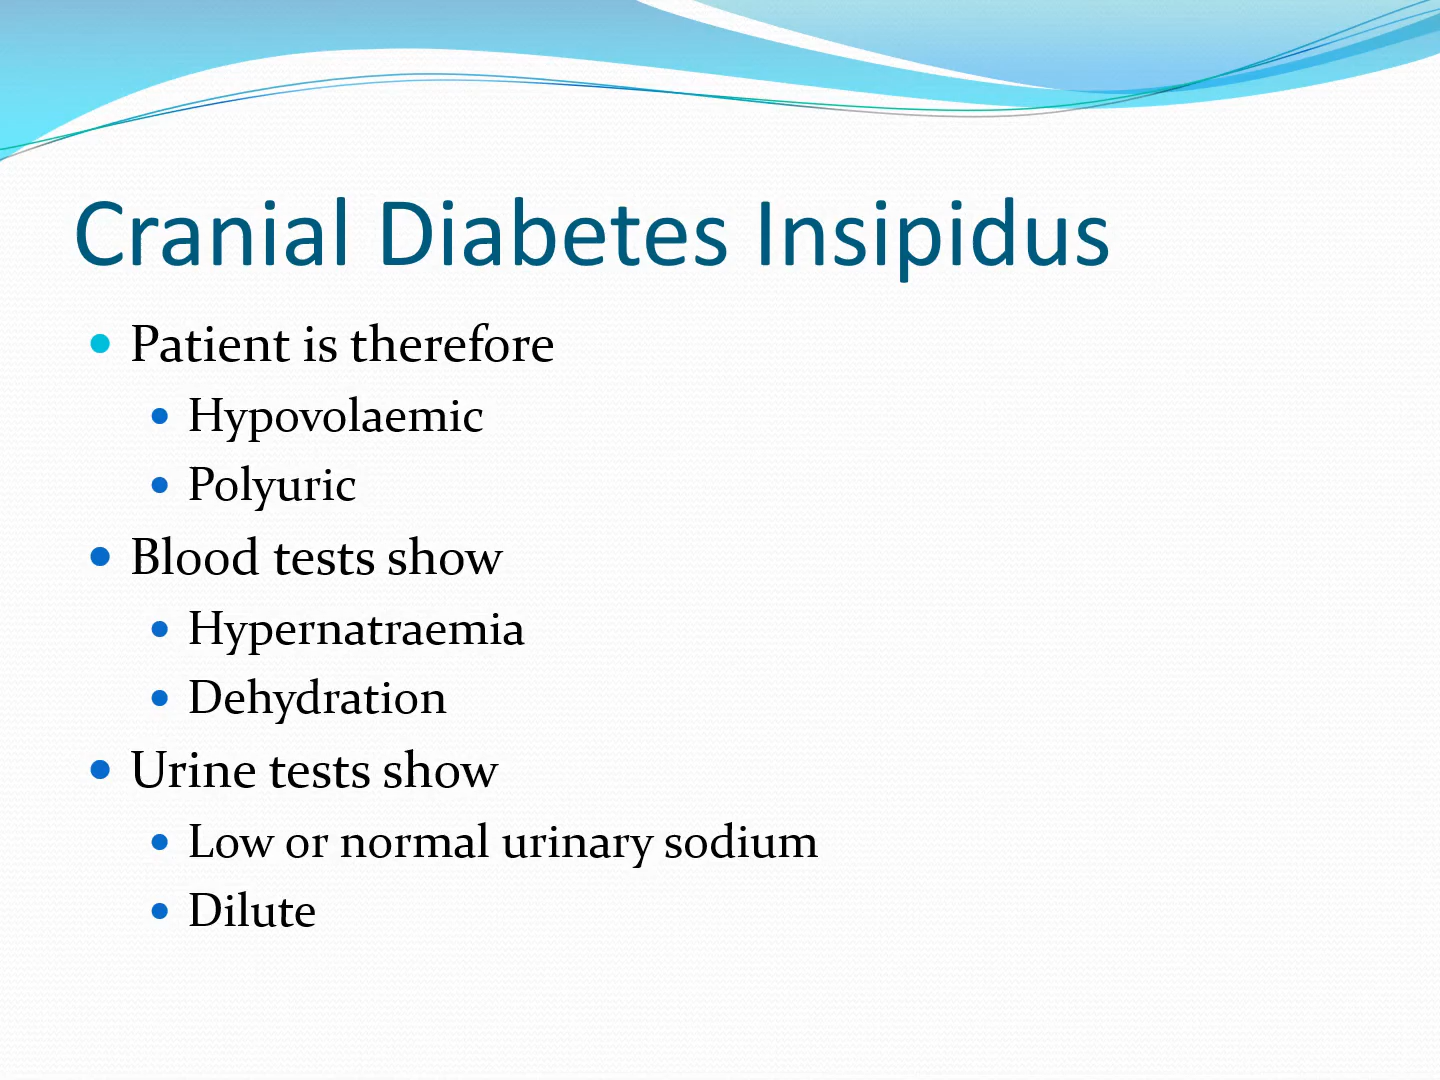 Cranial Diabetes Insipidus
• Patient is therefore
• Hypovolaemic
• Polyuric
• Blood tests show
• Hypernatraemia
• Dehydration
• Urine tests show
• Low or normal urinary sodium
• Dilute